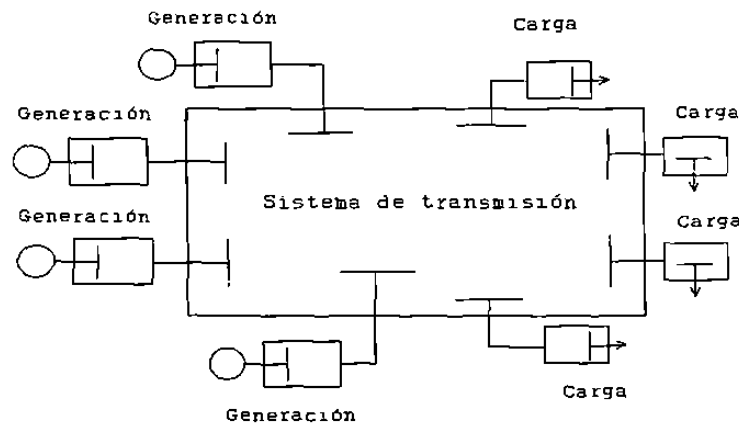 Generación
Carga
Generación
Carga
Generación
Sistema de transmisión
Carga
Carga
Generación